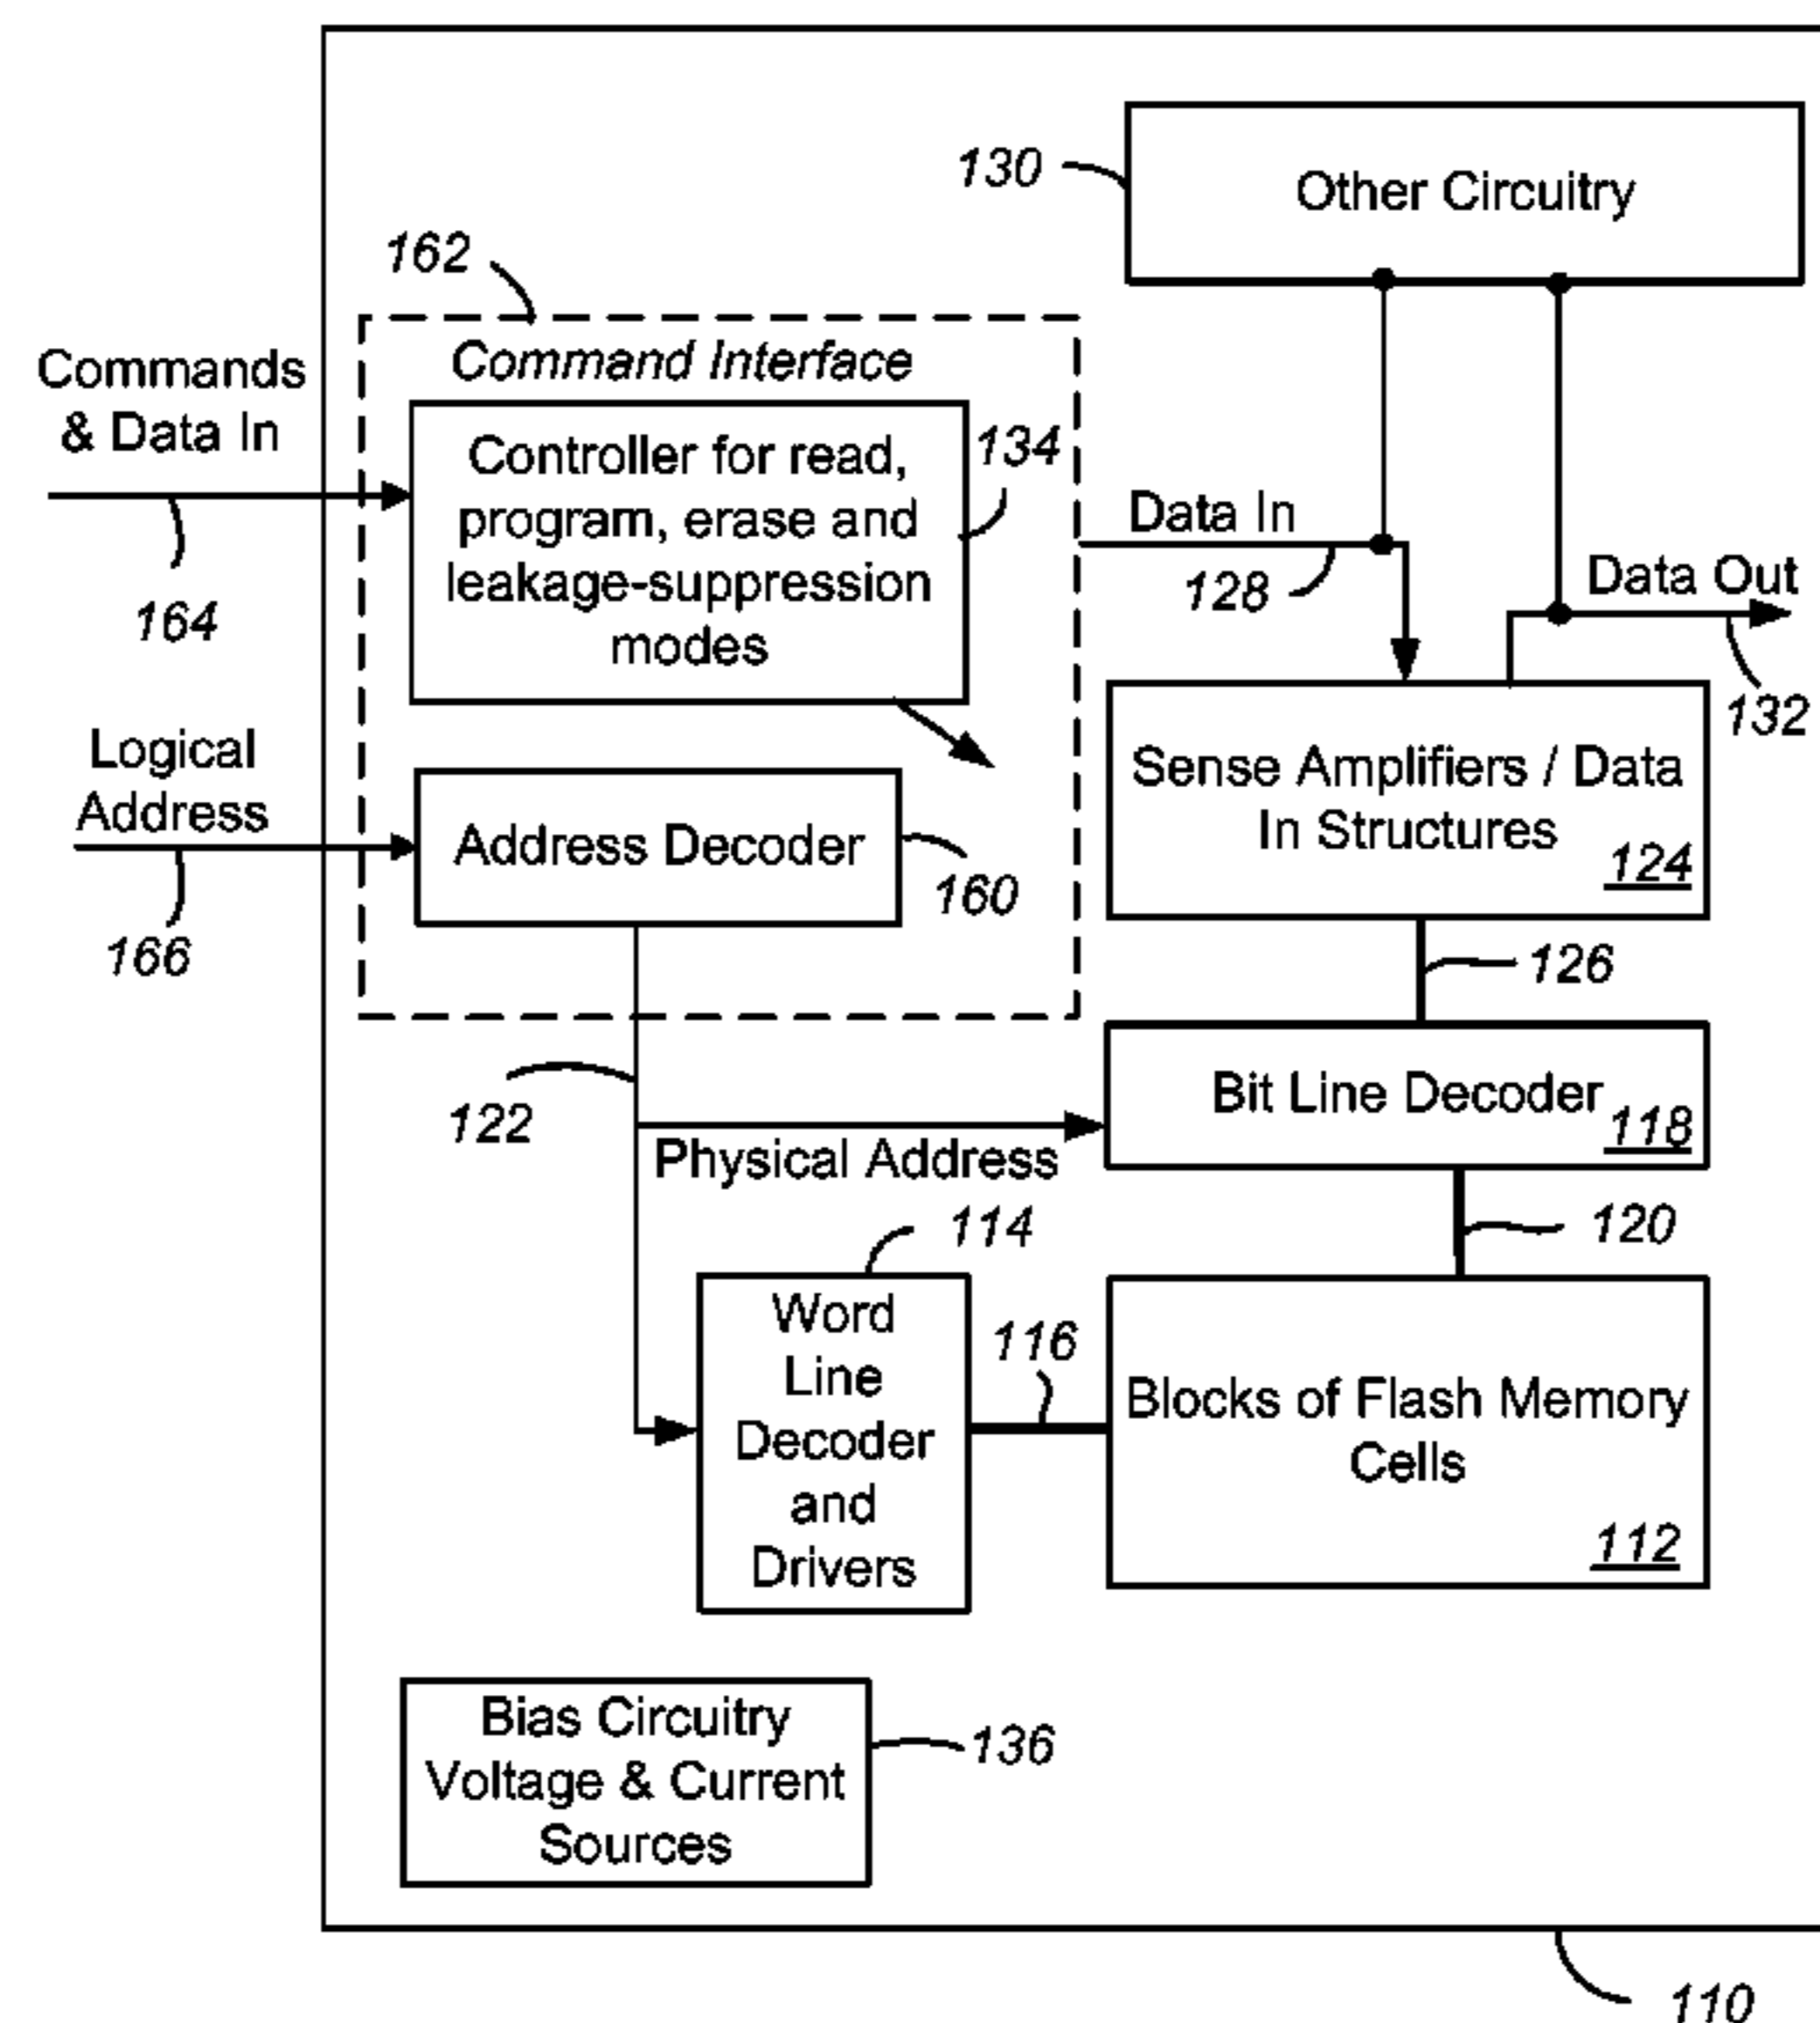 130
Other Circuitry
162
Commands
& Data In
Command Interface
Controller for read,
program, erase and
leakage-suppression
modes
134
164
Data In
128
Data Out
132
Logical
Address
Address Decoder
160
166
Sense Amplifiers / Data
In Structures
124
126
122
Bit Line Decoder
118
Physical Address
120
114
Word
Line
Decoder
and
Drivers
116
Blocks of Flash Memory
Cells
112
Bias Circuitry
Voltage & Current
Sources
136
110